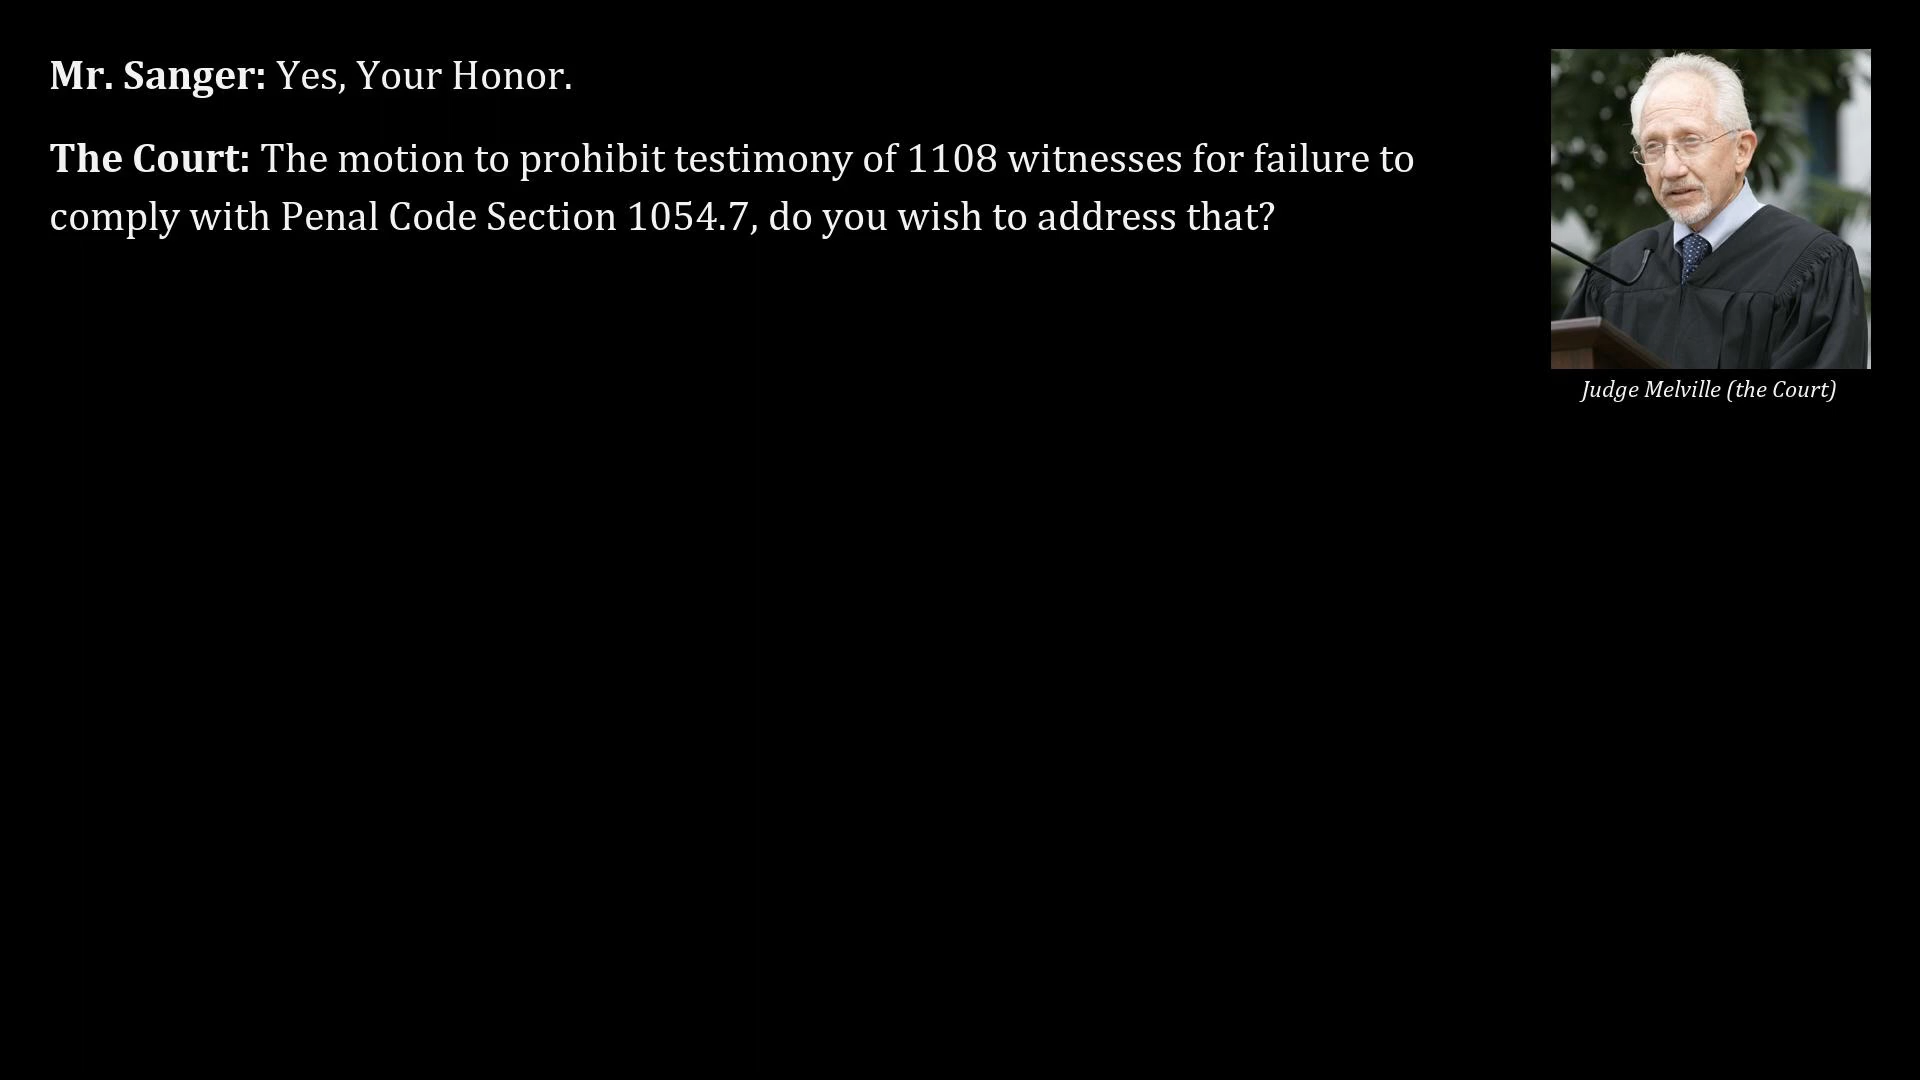 Mr. Sanger: Yes, Your Honor.
The Court: The motion to prohibit testimony of 1108 witnesses for failure to
comply with Penal Code Section 1054.7, do you wish to address that?
Judge Melville (the Court)